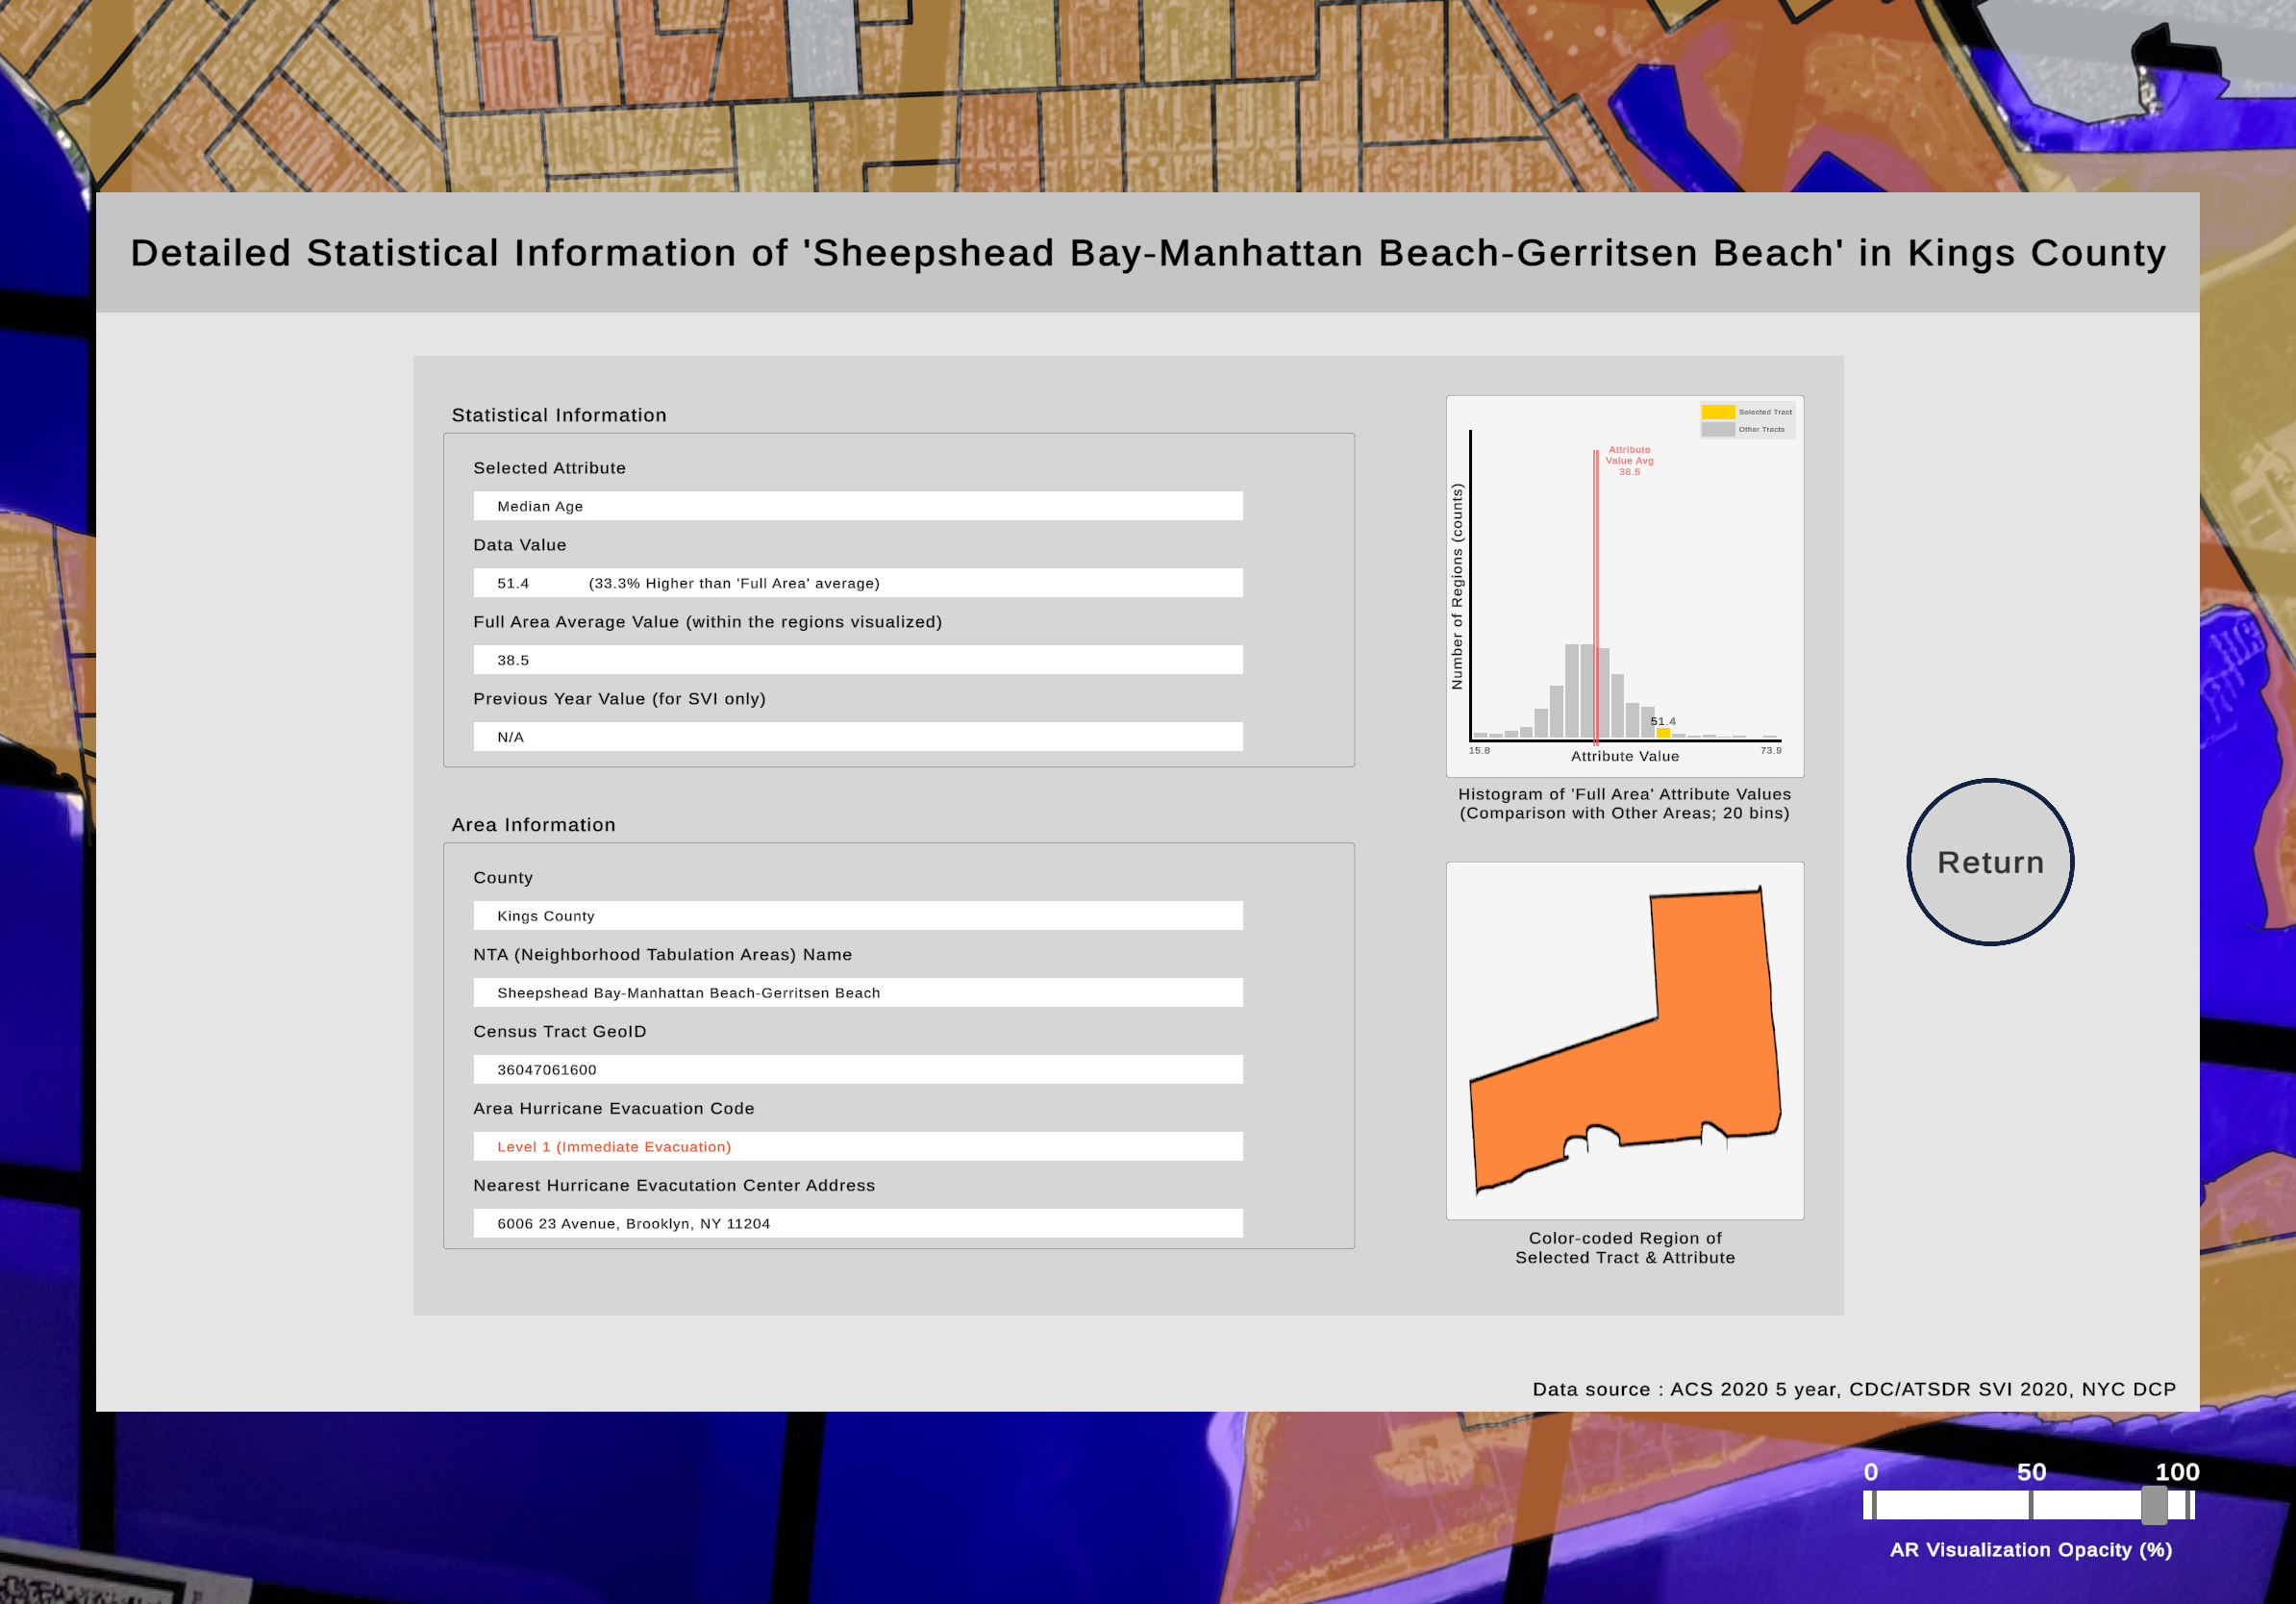 Detailed Statistical Information of 'Sheepshead Bay-Manhattan Beach-Gerritsen Beach' in Kings County
Statistical Information
Selected Attribute
Median Age
Data Value
51.4 (33.3% Higher than 'Full Area' average)
Full Area Average Value (within the regions visualized)
38.5
Previous Year Value (for SVI only)
N/A
Area Information
County
Kings County
NTA (Neighborhood Tabulation Areas) Name
Sheepshead Bay-Manhattan Beach-Gerritsen Beach
Census Tract GeoID
36047061600
Area Hurricane Evacuation Code
Level 1 (Immediate Evacuation)
Nearest Hurricane Evacutation Center Address
6006 23 Avenue, Brooklyn, NY 11204
Selected Tract
Other Tracts
Attribute
Value Avg
38.5
Number of Regions (counts)
51.4
15.8
73.9
Attribute Value
Histogram of 'Full Area' Attribute Values
(Comparison with Other Areas; 20 bins)
Color-coded Region of
Selected Tract & Attribute
Return
Data source : ACS 2020 5 year, CDC/ATSDR SVI 2020, NYC DCP
0 50 100
AR Visualization Opacity (%)